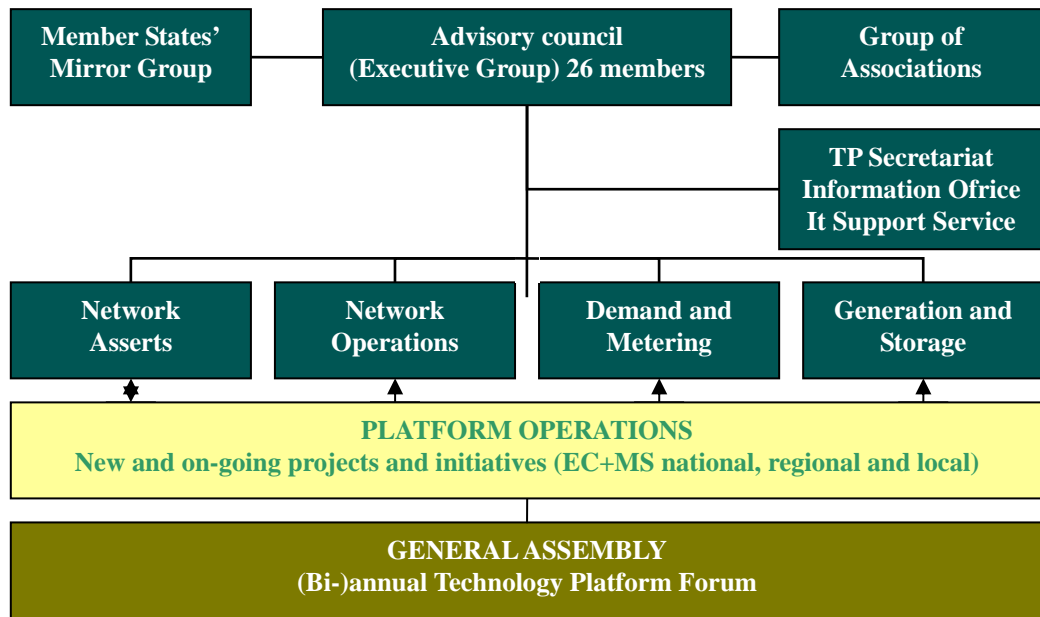 Member States’
Mirror Group
Advisory council
(Executive Group) 26 members
Group of
Associations
TP Secretariat
Information Ofrice
It Support Service
Network
Asserts
Network
Operations
Demand and
Metering
Generation and
Storage
PLATFORM OPERATIONS
New and on-going projects and initiatives (EC+MS national, regional and local)
GENERAL ASSEMBLY
(Bi-)annual Technology Platform Forum